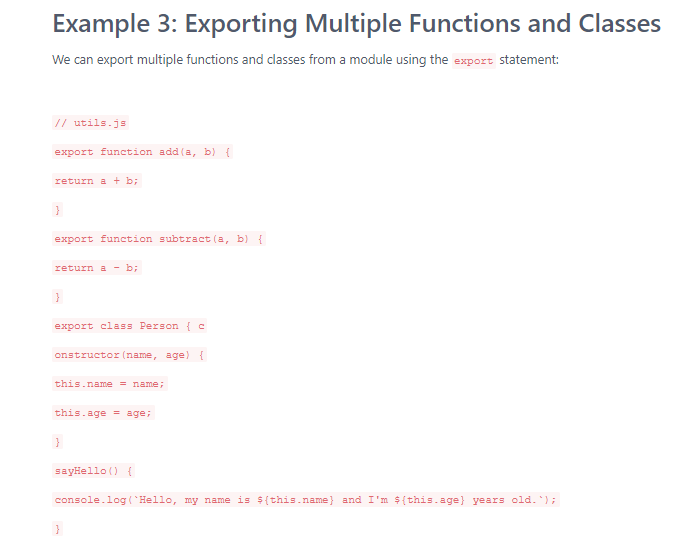 Example 3: Exporting Multiple Functions and Classes
We can export multiple functions and classes from a module using the export statement:
// utils.js
export function add(a, b) {
return a + b;
}
export function subtract(a, b) {
return a - b;
}
export class Person { c
onstructor(name, age) {
this.name = name;
this.age = age;
}
sayHello() {
console.log(`Hello, my name is ${this.name} and I'm ${this.age} years old.`);
}